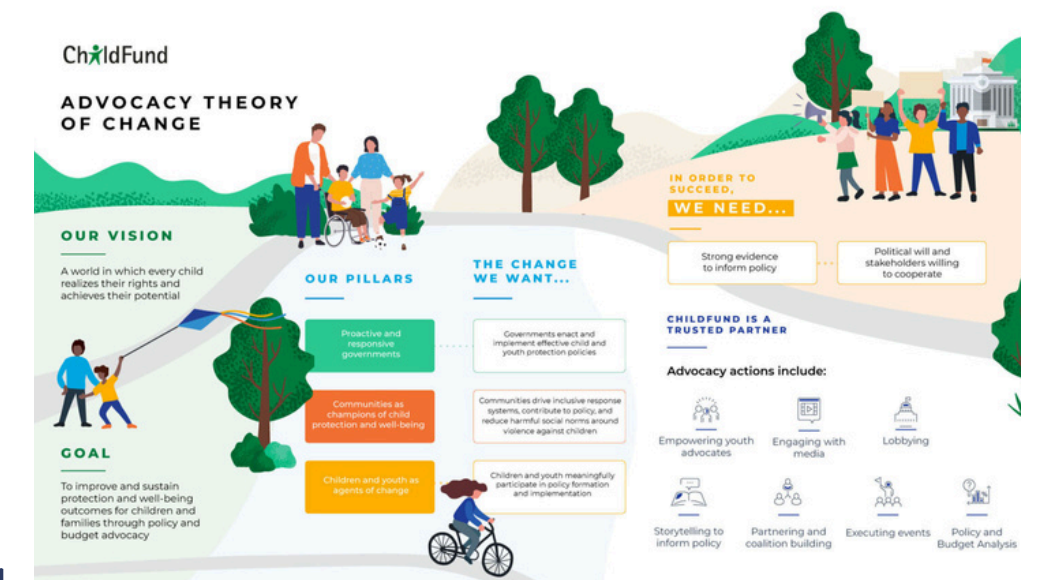 ChildFund
ADVOCACY THEORY
OF CHANGE
OUR VISION
A world in which every child
realizes their rights and
achieves their potential
GOAL
To improve and sustain
protection and well-being
outcomes for children and
families through policy and
budget advocacy
OUR PILLARS
Proactive and
responsive
governments
Communities as
champions of child
protection and well-being
Children and youth as
agents of change
THE CHANGE
WE WANT...
Governments enact and
implement effective child and
youth protection policies
Communities drive inclusive response
systems, contribute to policy, and
reduce harmful social norms around
violence against children
Children and youth meaningfully
participate in policy formation
and implementation
IN ORDER TO
SUCCEED,
WE NEED...
Strong evidence
to inform policy
Political will and
stakeholders willing
to cooperate
CHILDFUND IS A
TRUSTED PARTNER
Advocacy actions include:
Empowering youth
advocates
Engaging with
media
Lobbying
Storytelling to
inform policy
Partnering and
coalition building
Executing events
Policy and
Budget Analysis